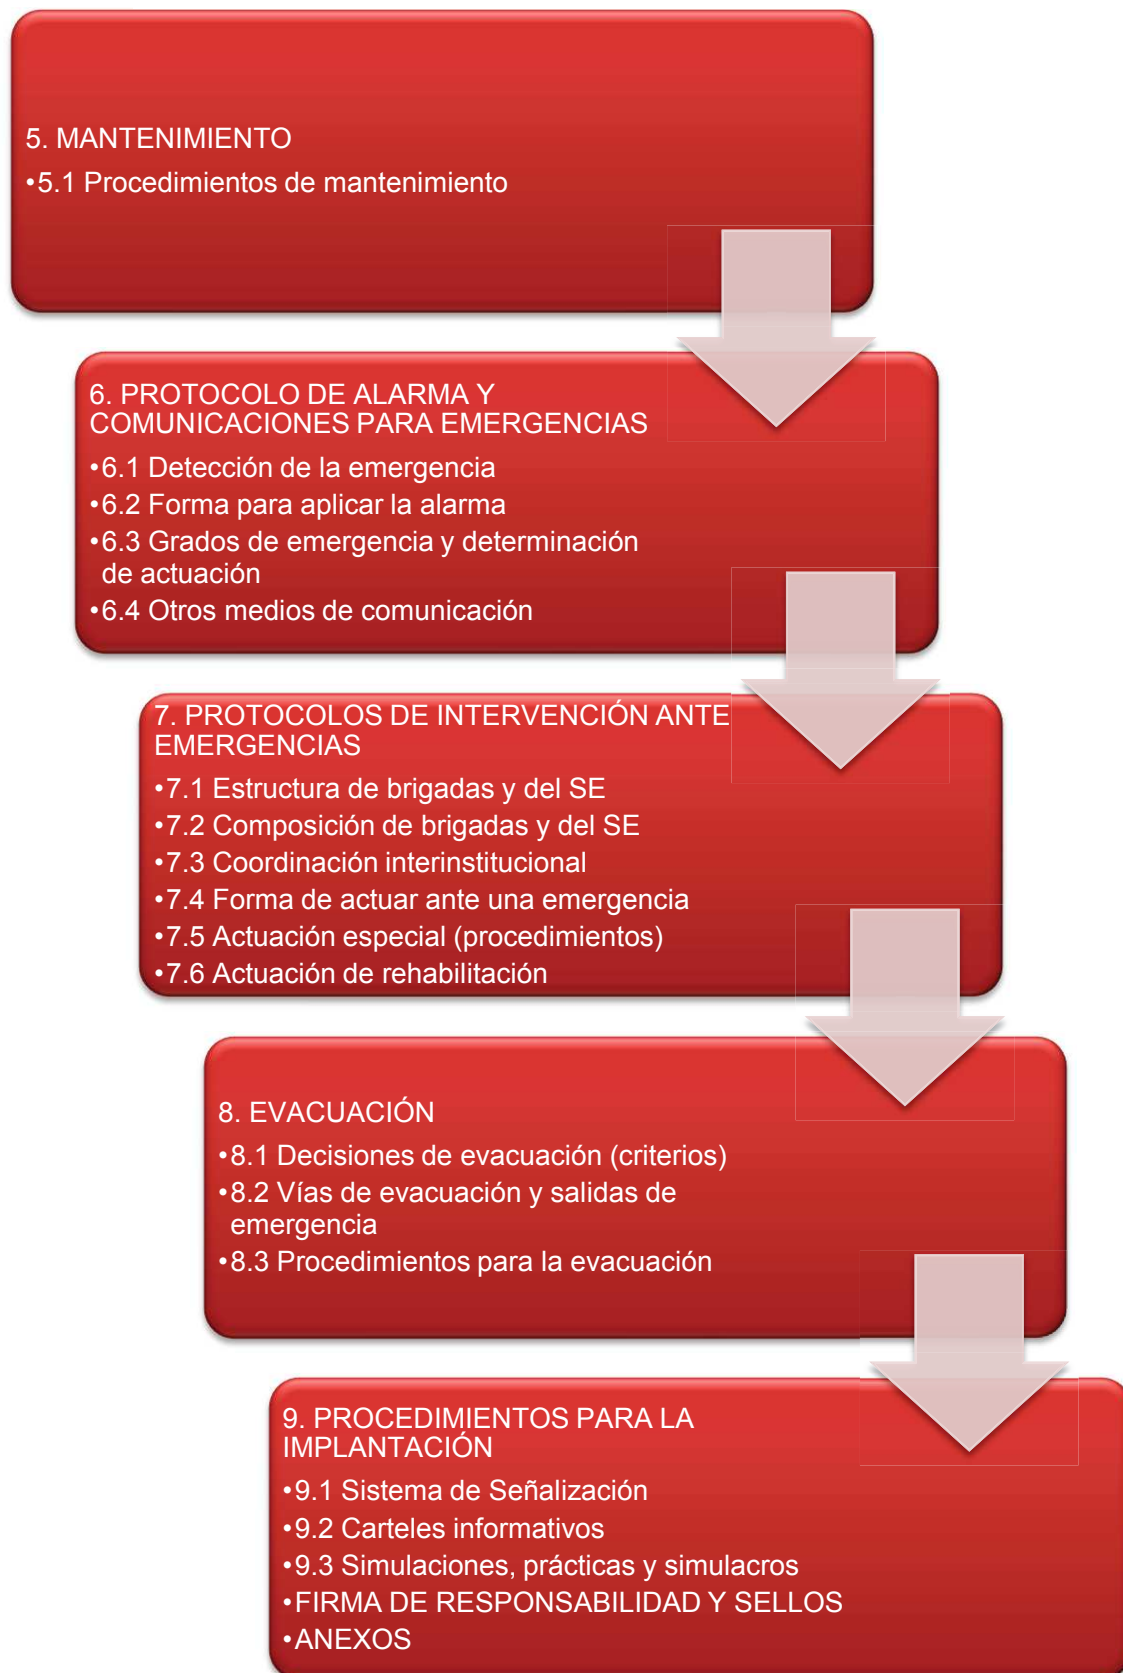 5. MANTENIMIENTO
•5.1 Procedimientos de mantenimiento
6. PROTOCOLO DE ALARMA Y
COMUNICACIONES PARA EMERGENCIAS
•6.1 Detección de la emergencia
•6.2 Forma para aplicar la alarma
•6.3 Grados de emergencia y determinación
de actuación
•6.4 Otros medios de comunicación
7. PROTOCOLOS DE INTERVENCIÓN ANTE
EMERGENCIAS
•7.1 Estructura de brigadas y del SE
•7.2 Composición de brigadas y del SE
•7.3 Coordinación interinstitucional
•7.4 Forma de actuar ante una emergencia
•7.5 Actuación especial (procedimientos)
•7.6 Actuación de rehabilitación
8. EVACUACIÓN
•8.1 Decisiones de evacuación (criterios)
•8.2 Vías de evacuación y salidas de
emergencia
•8.3 Procedimientos para la evacuación
9. PROCEDIMIENTOS PARA LA
IMPLANTACIÓN
•9.1 Sistema de Señalización
•9.2 Carteles informativos
•9.3 Simulaciones, prácticas y simulacros
•FIRMA DE RESPONSABILIDAD Y SELLOS
•ANEXOS